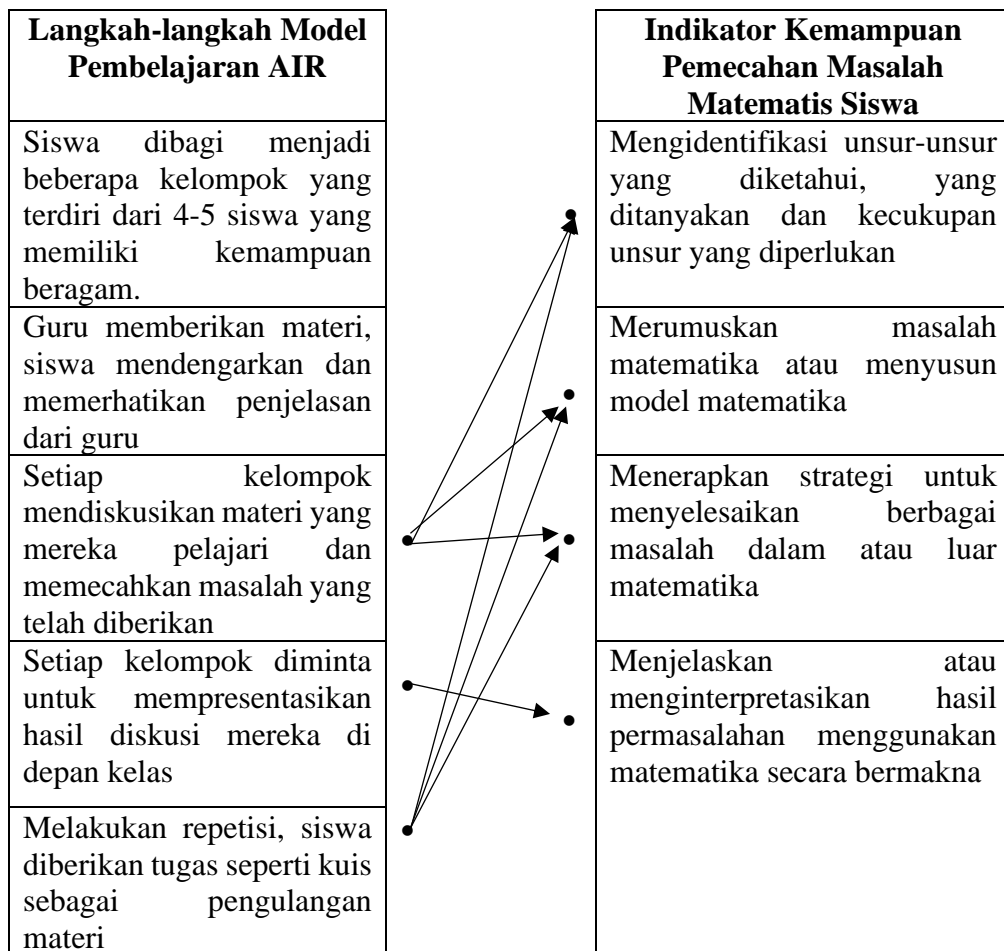 Langkah-langkah Model
Pembelajaran AIR
Siswa dibagi menjadi
beberapa kelompok yang
terdiri dari 4-5 siswa yang
memiliki kemampuan
beragam.
Guru memberikan materi,
siswa mendengarkan dan
memerhatikan penjelasan
dari guru
Setiap kelompok
mendiskusikan materi yang
mereka pelajari dan
memecahkan masalah yang
telah diberikan
Setiap kelompok diminta
untuk mempresentasikan
hasil diskusi mereka di
depan kelas
Melakukan repetisi, siswa
diberikan tugas seperti kuis
sebagai pengulangan
materi
Indikator Kemampuan
Pemecahan Masalah
Matematis Siswa
Mengidentifikasi unsur-unsur
yang diketahui, yang
ditanyakan dan kecukupan
unsur yang diperlukan
Merumuskan masalah
matematika atau menyusun
model matematika
Menerapkan strategi untuk
menyelesaikan berbagai
masalah dalam atau luar
matematika
Menjelaskan atau
menginterpretasikan hasil
permasalahan menggunakan
matematika secara bermakna